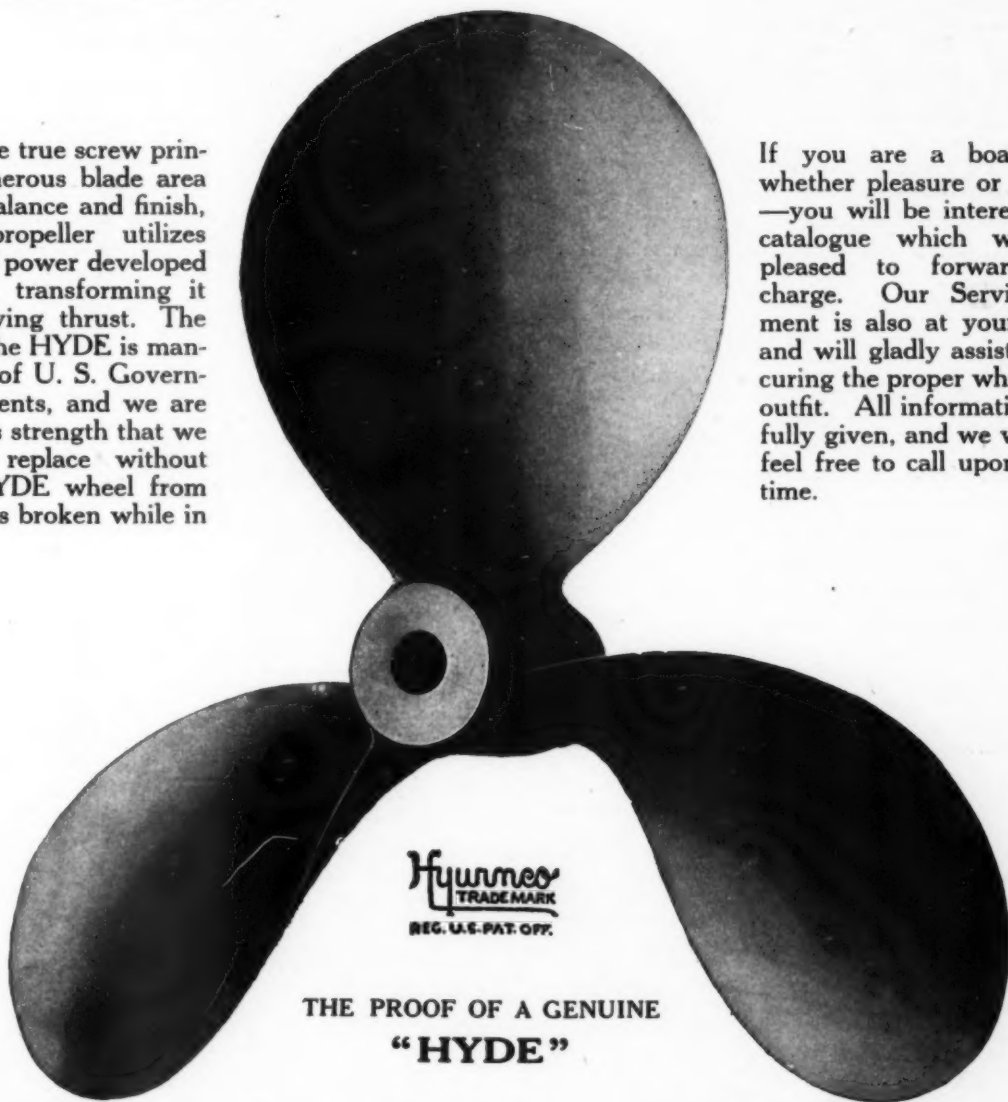 e true screw prin-
nerous blade area
alance and finish,
propeller utilizes
power developed
transforming it
ving thrust. The
he HYDE is man-
of U. S. Govern-
ents, and we are
s strength that we
replace without
YDE wheel from
s broken while in
If you are a boa
whether pleasure or
—you will be intere
catalogue which w
pleased to forwar
charge. Our Servi
ment is also at your
and will gladly assist
curing the proper wh
outfit. All informati
fully given, and we v
feel free to call upon
time.
Hyurmco
TRADE MARK
REG. U.S. PAT. OFF.
THE PROOF OF A GENUINE
“HYDE”